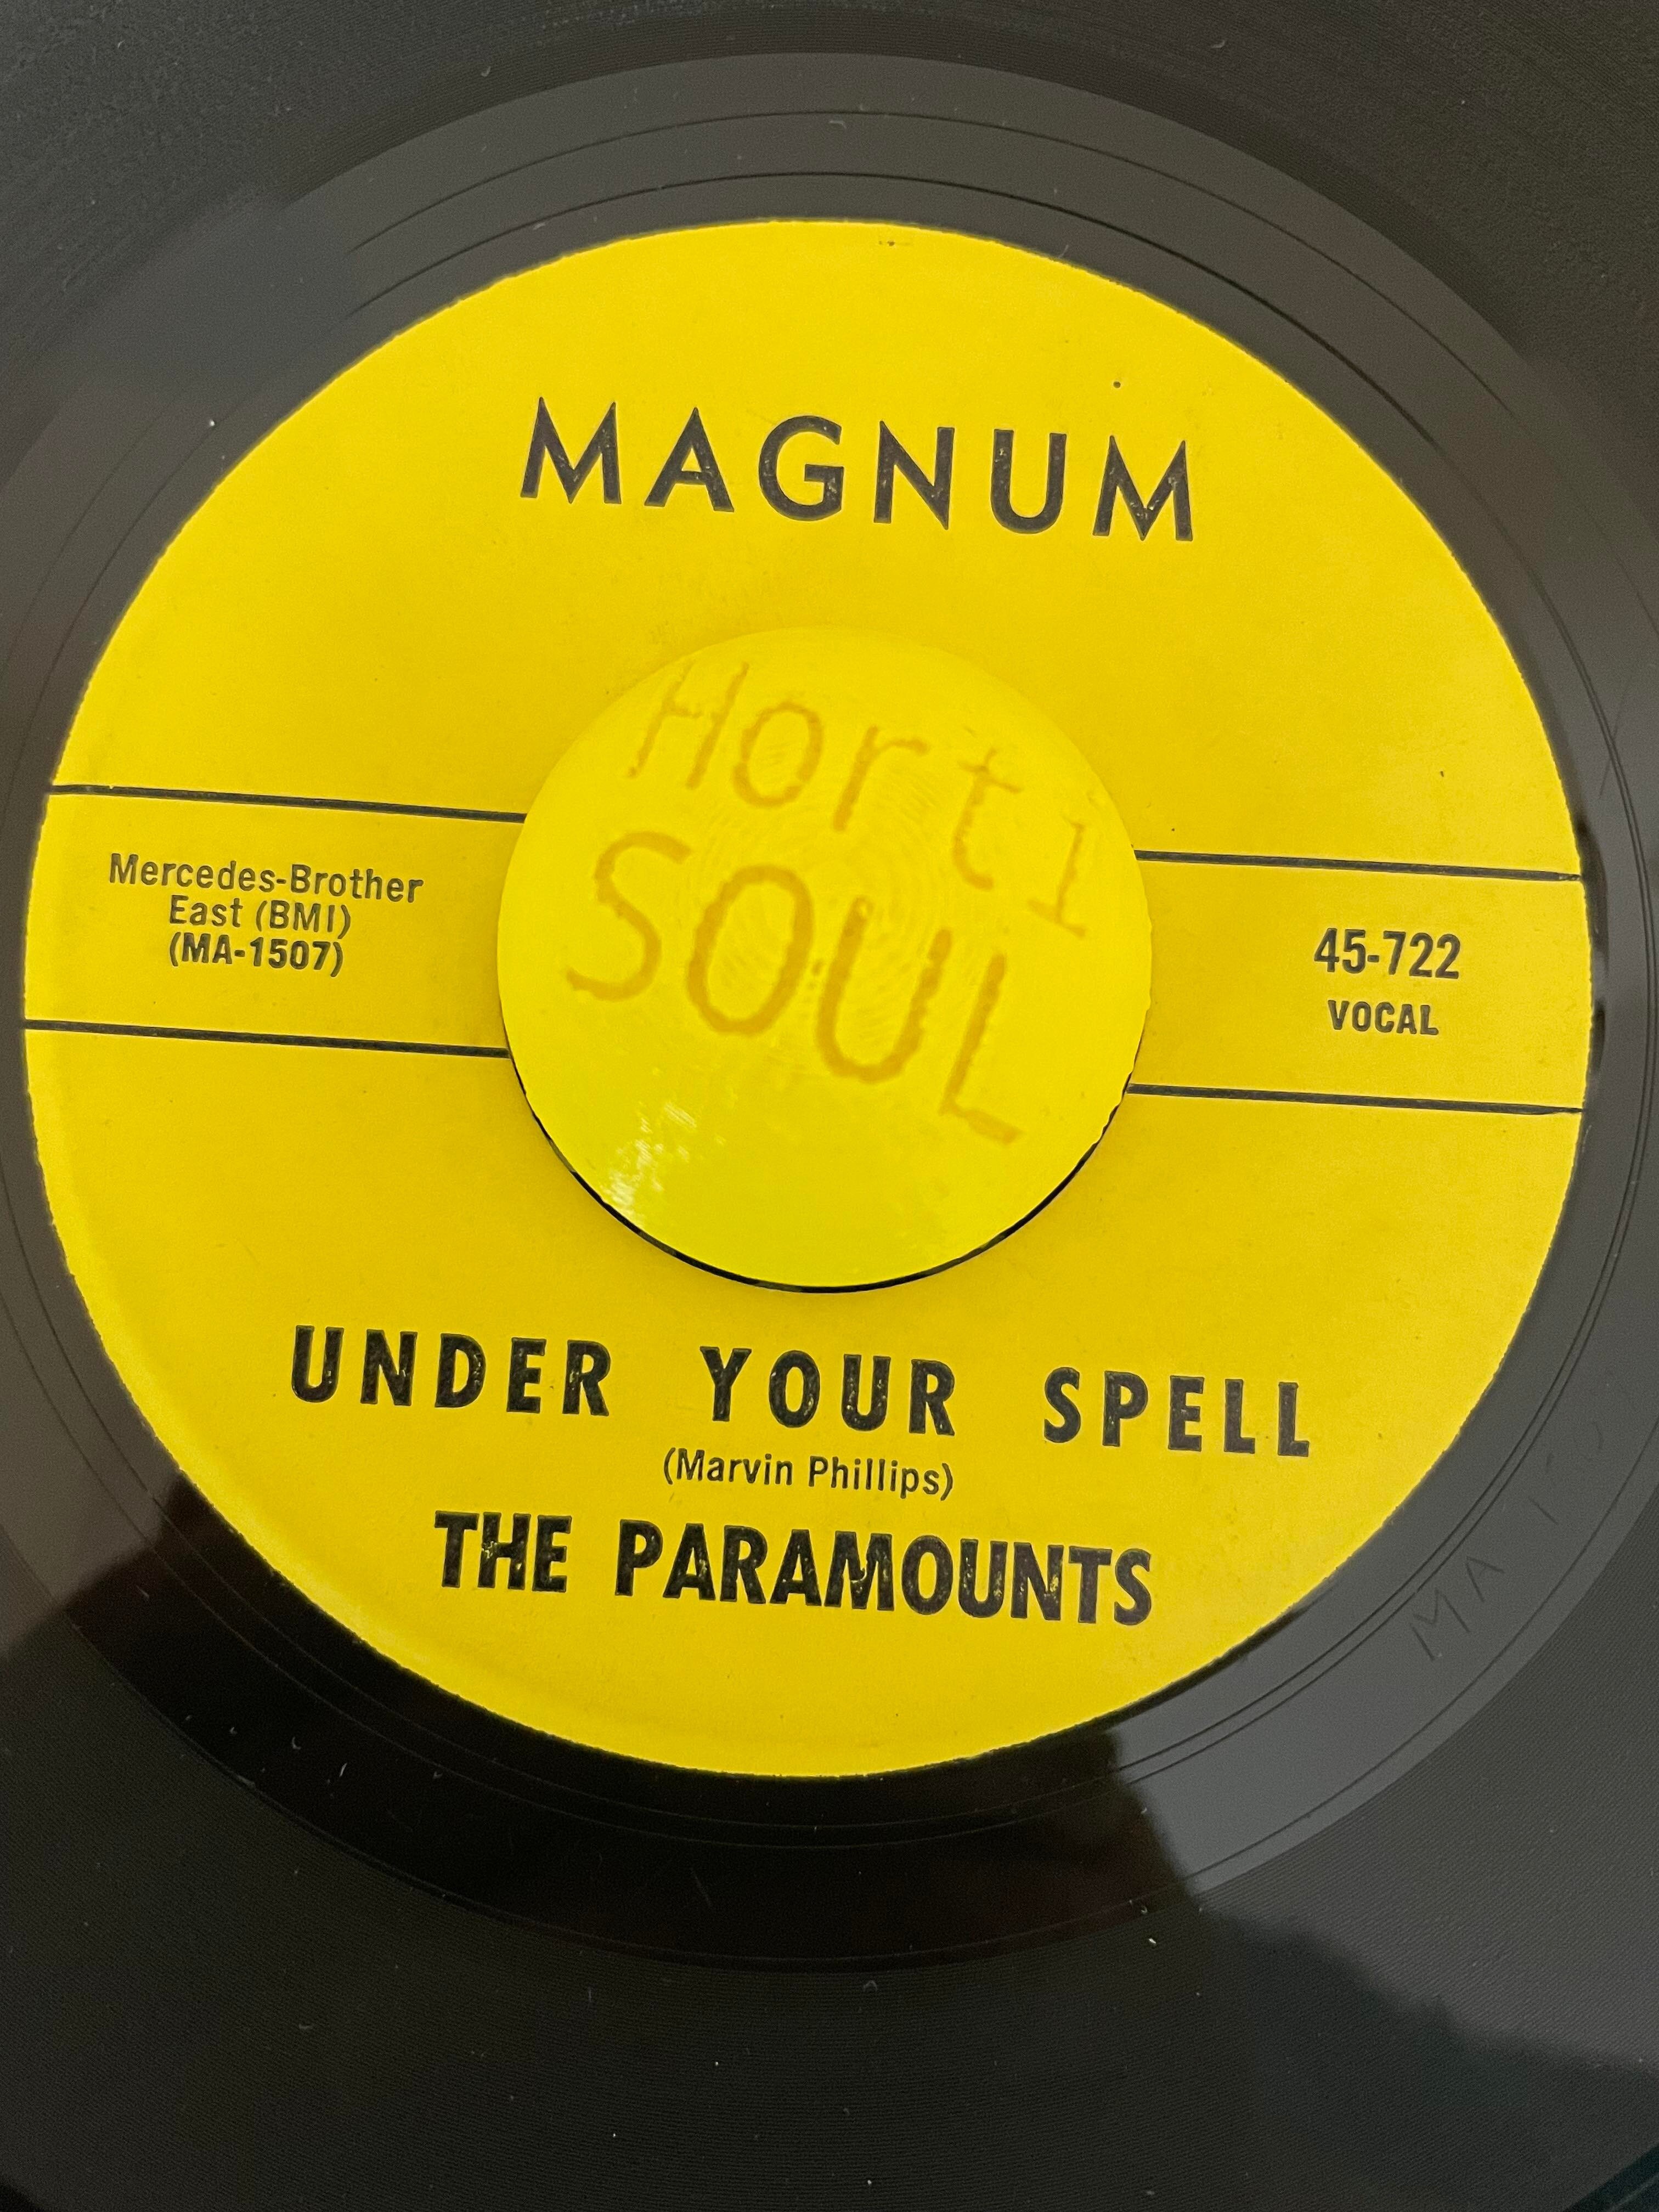 MAGNUM
Horti
SOUL
Mercedes-Brother
East (BMI)
(MA-1507)
45-722
VOCAL
UNDER YOUR SPELL
(Marvin Phillips)
THE PARAMOUNTS
MA